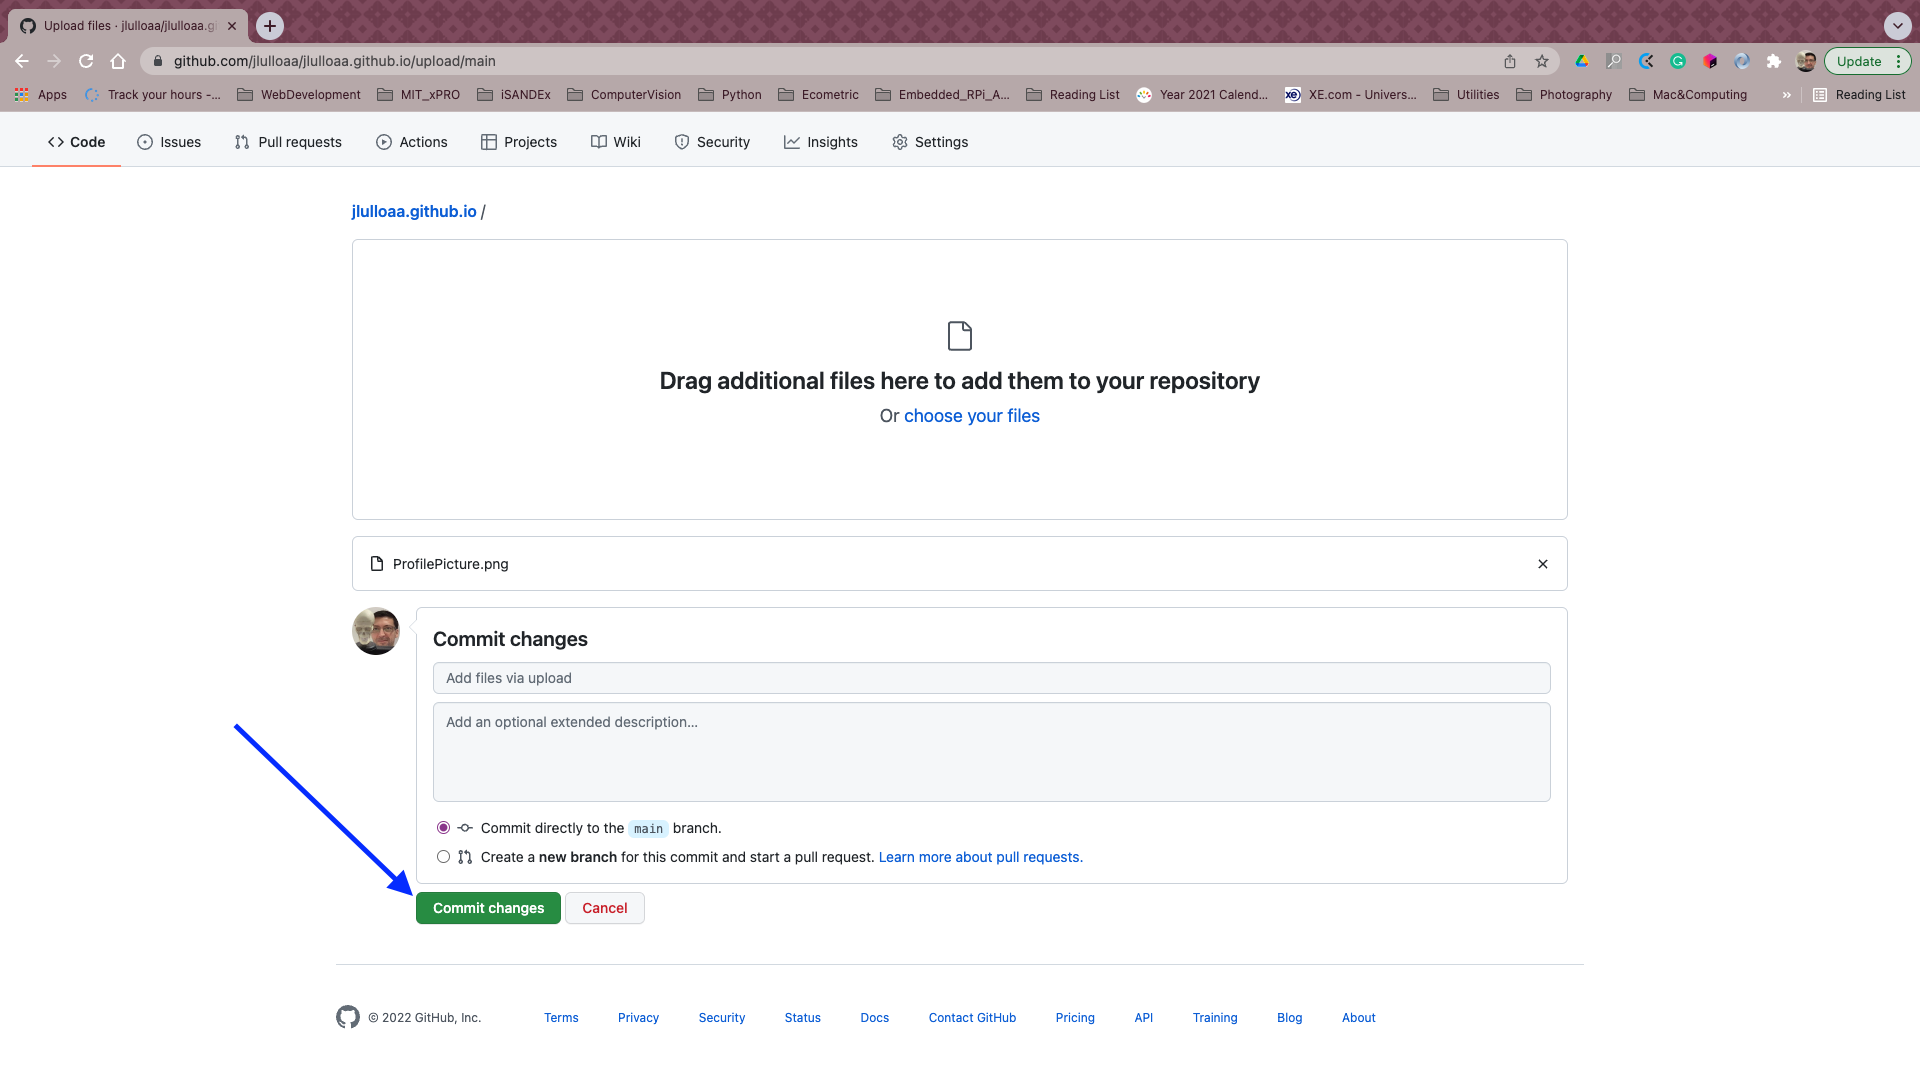 Upload files · jlulloaa/jlulloaa.gi
github.com/jlulloaa/jlulloaa.github.io/upload/main
Update
Apps Track your hours -... WebDevelopment MIT_xPRO iSANDEx ComputerVision Python Ecometric Embedded_RPi_A... Reading List Year 2021 Calend... XE.com - Univers... Utilities Photography Mac&Computing » Reading List
Code Issues Pull requests Actions Projects Wiki Security Insights Settings
jlulloaa.github.io /
Drag additional files here to add them to your repository
Or choose your files
ProfilePicture.png
Commit changes
Add files via upload
Add an optional extended description...
Commit directly to the main branch.
Create a new branch for this commit and start a pull request. Learn more about pull requests.
Commit changes Cancel
© 2022 GitHub, Inc. Terms Privacy Security Status Docs Contact GitHub Pricing API Training Blog About